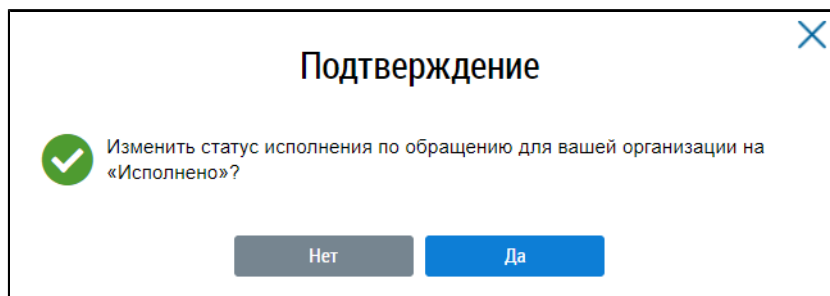 Подтверждение
Изменить статус исполнения по обращению для вашей организации на
«Исполнено»?
Нет
Да